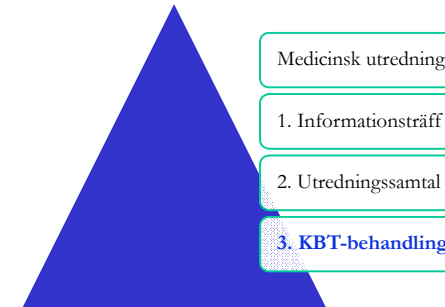 Medicinsk utredning
1. Informationsträff
2. Utredningssamtal
3. KBT-behandling